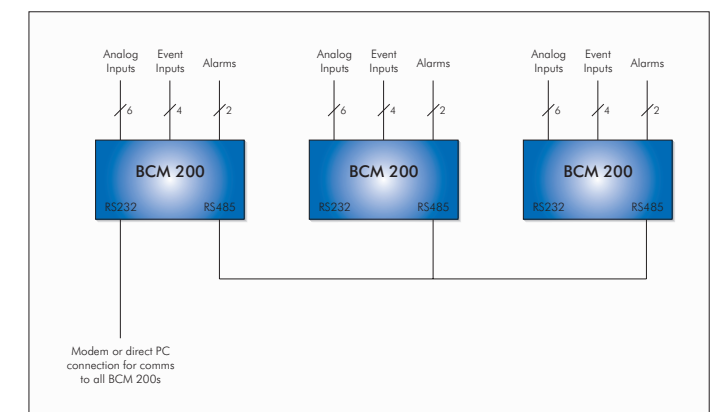 Analog Inputs
Event Inputs
Alarms
6
4
2
BCM 200
RS232
RS485
Analog Inputs
Event Inputs
Alarms
6
4
2
BCM 200
RS232
RS485
Analog Inputs
Event Inputs
Alarms
6
4
2
BCM 200
RS232
RS485
Modem or direct PC
connection for comms
to all BCM 200s